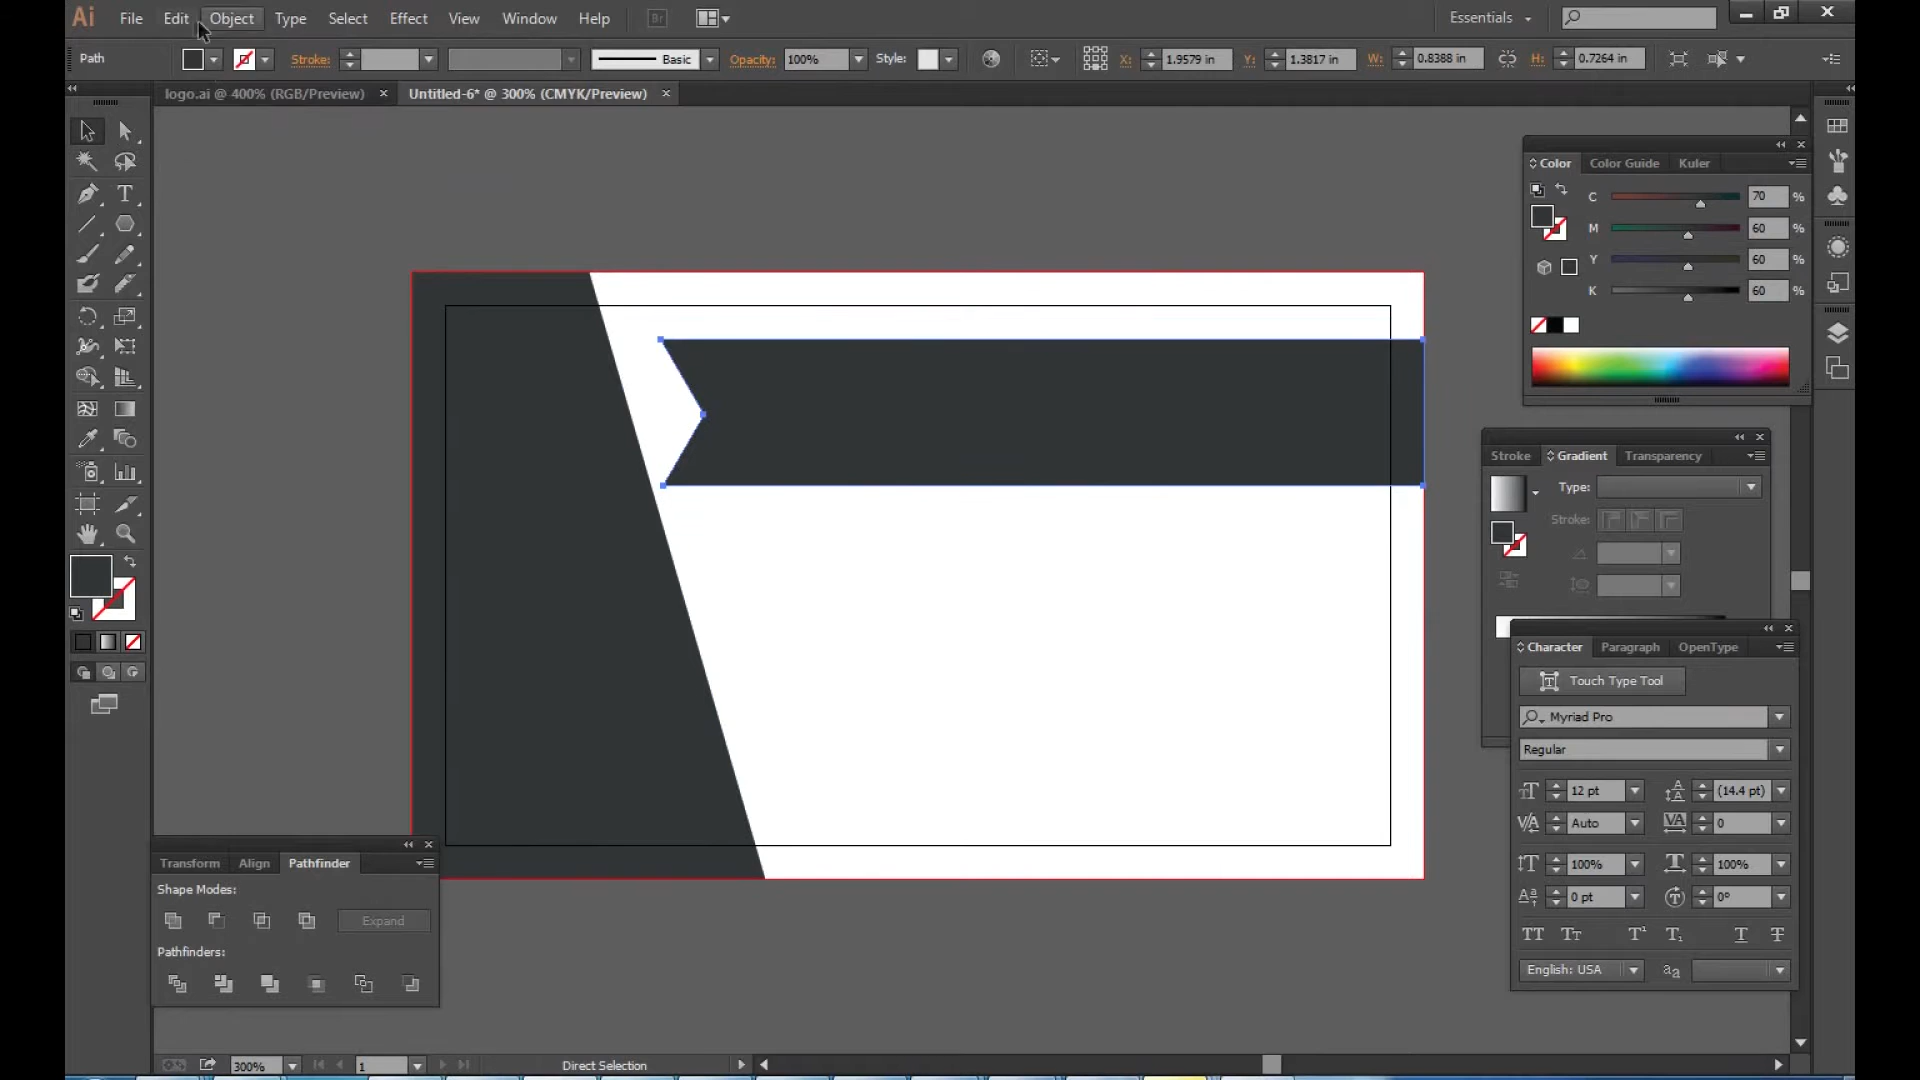 Ai File Edit Object Type Select Effect View Window Help Br Essentials
Path Stroke: Basic Opacity: 100% Style: X: 1.9579 in Y: 1.3817 in W: 0.8388 in H: 0.7264 in
logo.ai @ 400% (RGB/Preview) Untitled-6* @ 300% (CMYK/Preview)
Color Color Guide Kuler
C 70 %
M 60 %
Y 60 %
K 60 %
Stroke Gradient Transparency
Type:
Stroke:
Character Paragraph OpenType
Touch Type Tool
Myriad Pro
Regular
12 pt (14.4 pt)
Auto 0
100% 100%
0 pt 0°
English: USA
Transform Align Pathfinder
Shape Modes:
Expand
Pathfinders:
300% 1 Direct Selection